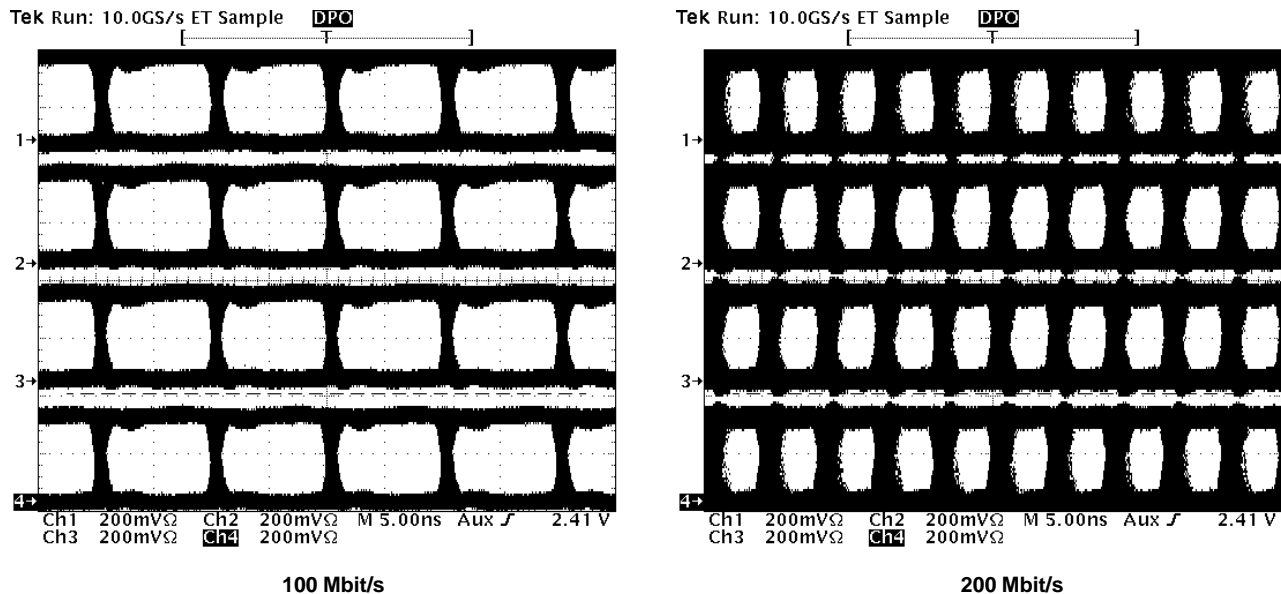 Tek Run: 10.0GS/s ET Sample DPO
[ T ]
1→
2→
3→
4→
Ch1 200mVΩ Ch2 200mVΩ M 5.00ns Aux ʃ 2.41 V
Ch3 200mVΩ Ch4 200mVΩ
100 Mbit/s
Tek Run: 10.0GS/s ET Sample DPO
[ T ]
1→
2→
3→
4→
Ch1 200mVΩ Ch2 200mVΩ M 5.00ns Aux ʃ 2.41 V
Ch3 200mVΩ Ch4 200mVΩ
200 Mbit/s